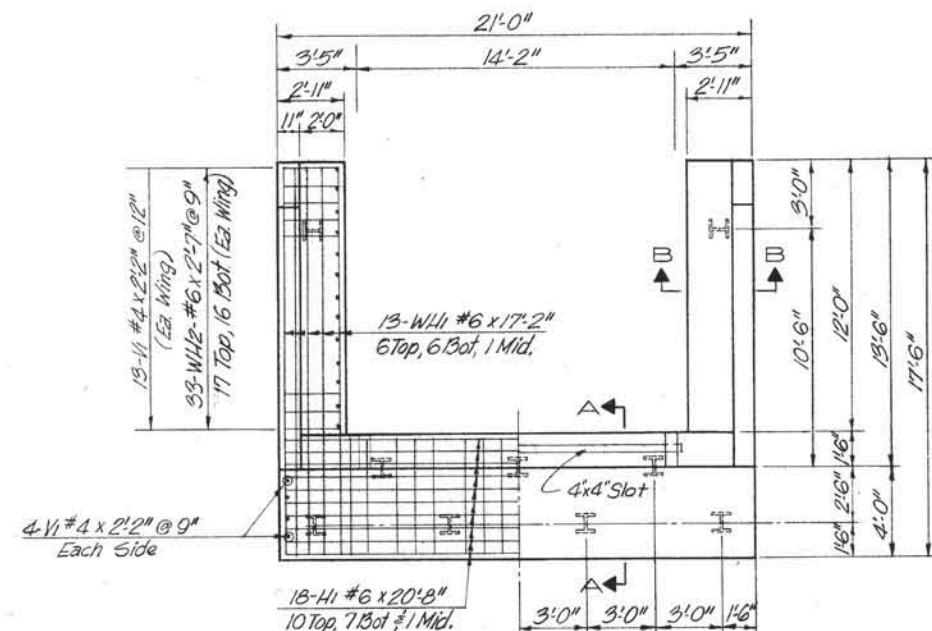 21'-0"
3'-5" 14'-2" 3'-5"
2'-11" 2'-11"
11" 2'-0"
13-V1 #4 x 2'-2" @ 12"
(Ea. Wing)
33-WH2-#6 x 2'-7" @ 9"
17 Top, 16 Bot (Ea. Wing)
13-WH1 #6 x 17'-2"
6 Top, 6 Bot, 1 Mid.
B B
3'-0"
10'-6"
12'-0"
13'-6"
17'-6"
A
4"x4" Slot
1'-6"
2'-6"
4'-0"
1'-6"
4-V1 #4 x 2'-2" @ 9"
Each Side
18-H1 #6 x 20'-8"
10 Top, 7 Bot & 1 Mid.
A
3'-0" 3'-0" 3'-0" 1'-6"